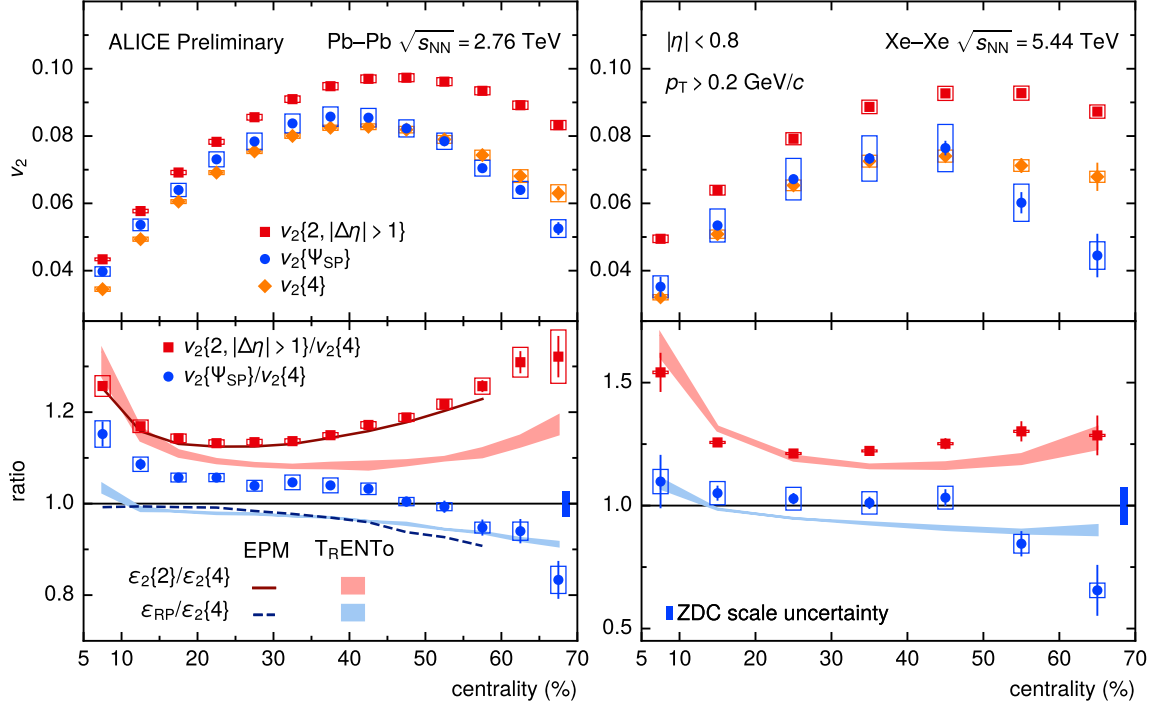 ALICE Preliminary
Pb–Pb √sNN = 2.76 TeV
|η| < 0.8
Xe–Xe √sNN = 5.44 TeV
pT > 0.2 GeV/c
v2
0.10
0.08
0.06
0.04
v2{2, |Δη| > 1}
v2{ΨSP}
v2{4}
0.10
0.08
0.06
0.04
ratio
1.2
1.0
0.8
v2{2, |Δη| > 1}/v2{4}
v2{ΨSP}/v2{4}
EPM TRENTo
ε2{2}/ε2{4}
εRP/ε2{4}
1.5
1.0
0.5
ZDC scale uncertainty
5 10 20 30 40 50 60 70
centrality (%)
5 10 20 30 40 50 60 70
centrality (%)